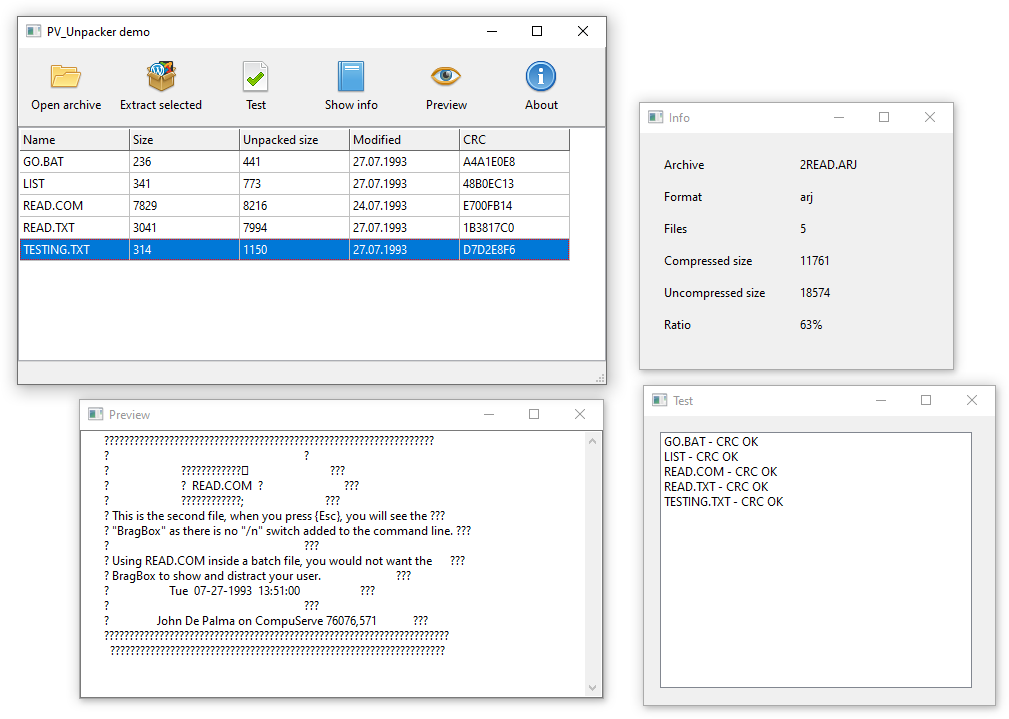 PV_Unpacker demo
Open archive Extract selected Test Show info Preview About
Name Size Unpacked size Modified CRC
GO.BAT 236 441 27.07.1993 A4A1E0E8
LIST 341 773 27.07.1993 48B0EC13
READ.COM 7829 8216 24.07.1993 E700FB14
READ.TXT 3041 7994 27.07.1993 1B3817C0
TESTING.TXT 314 1150 27.07.1993 D7D2E8F6
Info
Archive 2READ.ARJ
Format arj
Files 5
Compressed size 11761
Uncompressed size 18574
Ratio 63%
Preview
??????????????????????????????????????????????????????????????????
? ?
? ???????????? ???
? ? READ.COM ? ???
? ????????????; ???
? This is the second file, when you press {Esc}, you will see the ???
? "BragBox" as there is no "/n" switch added to the command line. ???
? ???
? Using READ.COM inside a batch file, you would not want the ???
? BragBox to show and distract your user. ???
? Tue 07-27-1993 13:51:00 ???
? ???
? John De Palma on CompuServe 76076,571 ???
?????????????????????????????????????????????????????????????????????
???????????????????????????????????????????????????????????????????
Test
GO.BAT - CRC OK
LIST - CRC OK
READ.COM - CRC OK
READ.TXT - CRC OK
TESTING.TXT - CRC OK